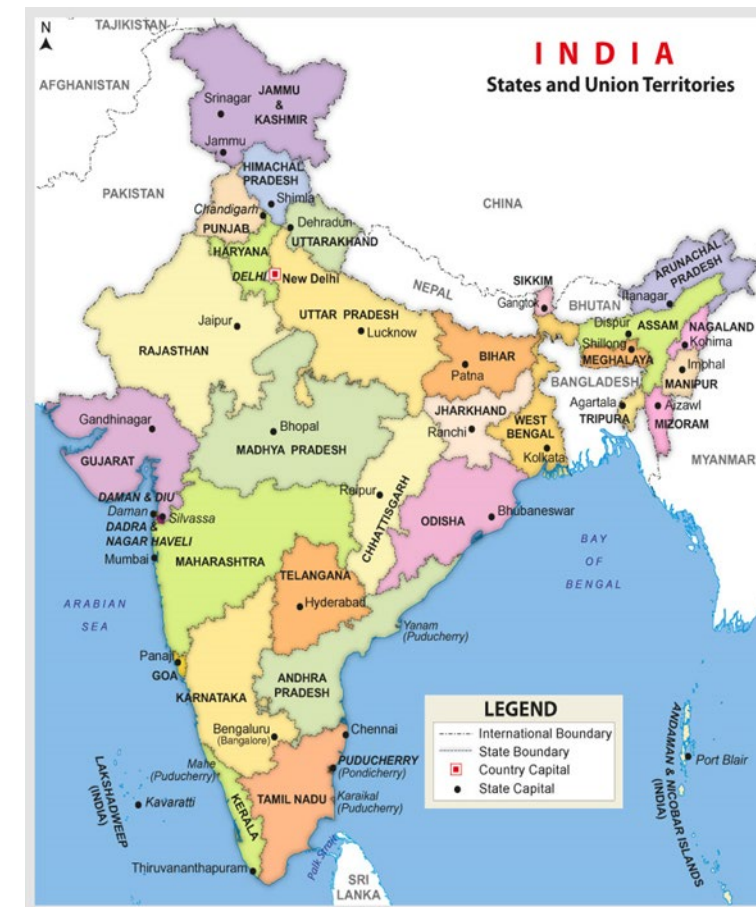 N
INDIA
States and Union Territories
TAJIKISTAN
AFGHANISTAN
PAKISTAN
CHINA
NEPAL
BHUTAN
BANGLADESH
MYANMAR
SRI
LANKA
JAMMU
&
KASHMIR
Srinagar
Jammu
HIMACHAL
PRADESH
Shimla
Chandigarh
PUNJAB
Dehradun
UTTARAKHAND
HARYANA
DELHI
New Delhi
RAJASTHAN
Jaipur
UTTAR PRADESH
Lucknow
BIHAR
Patna
SIKKIM
Gangtok
ARUNACHAL
PRADESH
Itanagar
Dispur
ASSAM
NAGALAND
Kohima
Shillong
MEGHALAYA
Imphal
MANIPUR
Agartala
TRIPURA
Aizawl
MIZORAM
Gandhinagar
GUJARAT
Bhopal
MADHYA PRADESH
JHARKHAND
Ranchi
WEST
BENGAL
Kolkata
Raipur
CHHATTISGARH
ODISHA
Bhubaneswar
DAMAN & DIU
Daman
Silvassa
DADRA &
NAGAR HAVELI
Mumbai
MAHARASHTRA
TELANGANA
Hyderabad
Yanam
(Puducherry)
ARABIAN
SEA
BAY
OF
BENGAL
Panaji
GOA
KARNATAKA
ANDHRA
PRADESH
Bengaluru
(Bangalore)
Chennai
Mahe
(Puducherry)
PUDUCHERRY
(Pondicherry)
TAMIL NADU
Karaikal
(Puducherry)
KERALA
LAKSHADWEEP
(INDIA)
Kavaratti
Thiruvananthapuram
Palk Strait
ANDAMAN & NICOBAR ISLANDS
(INDIA)
Port Blair
LEGEND
International Boundary
State Boundary
Country Capital
State Capital